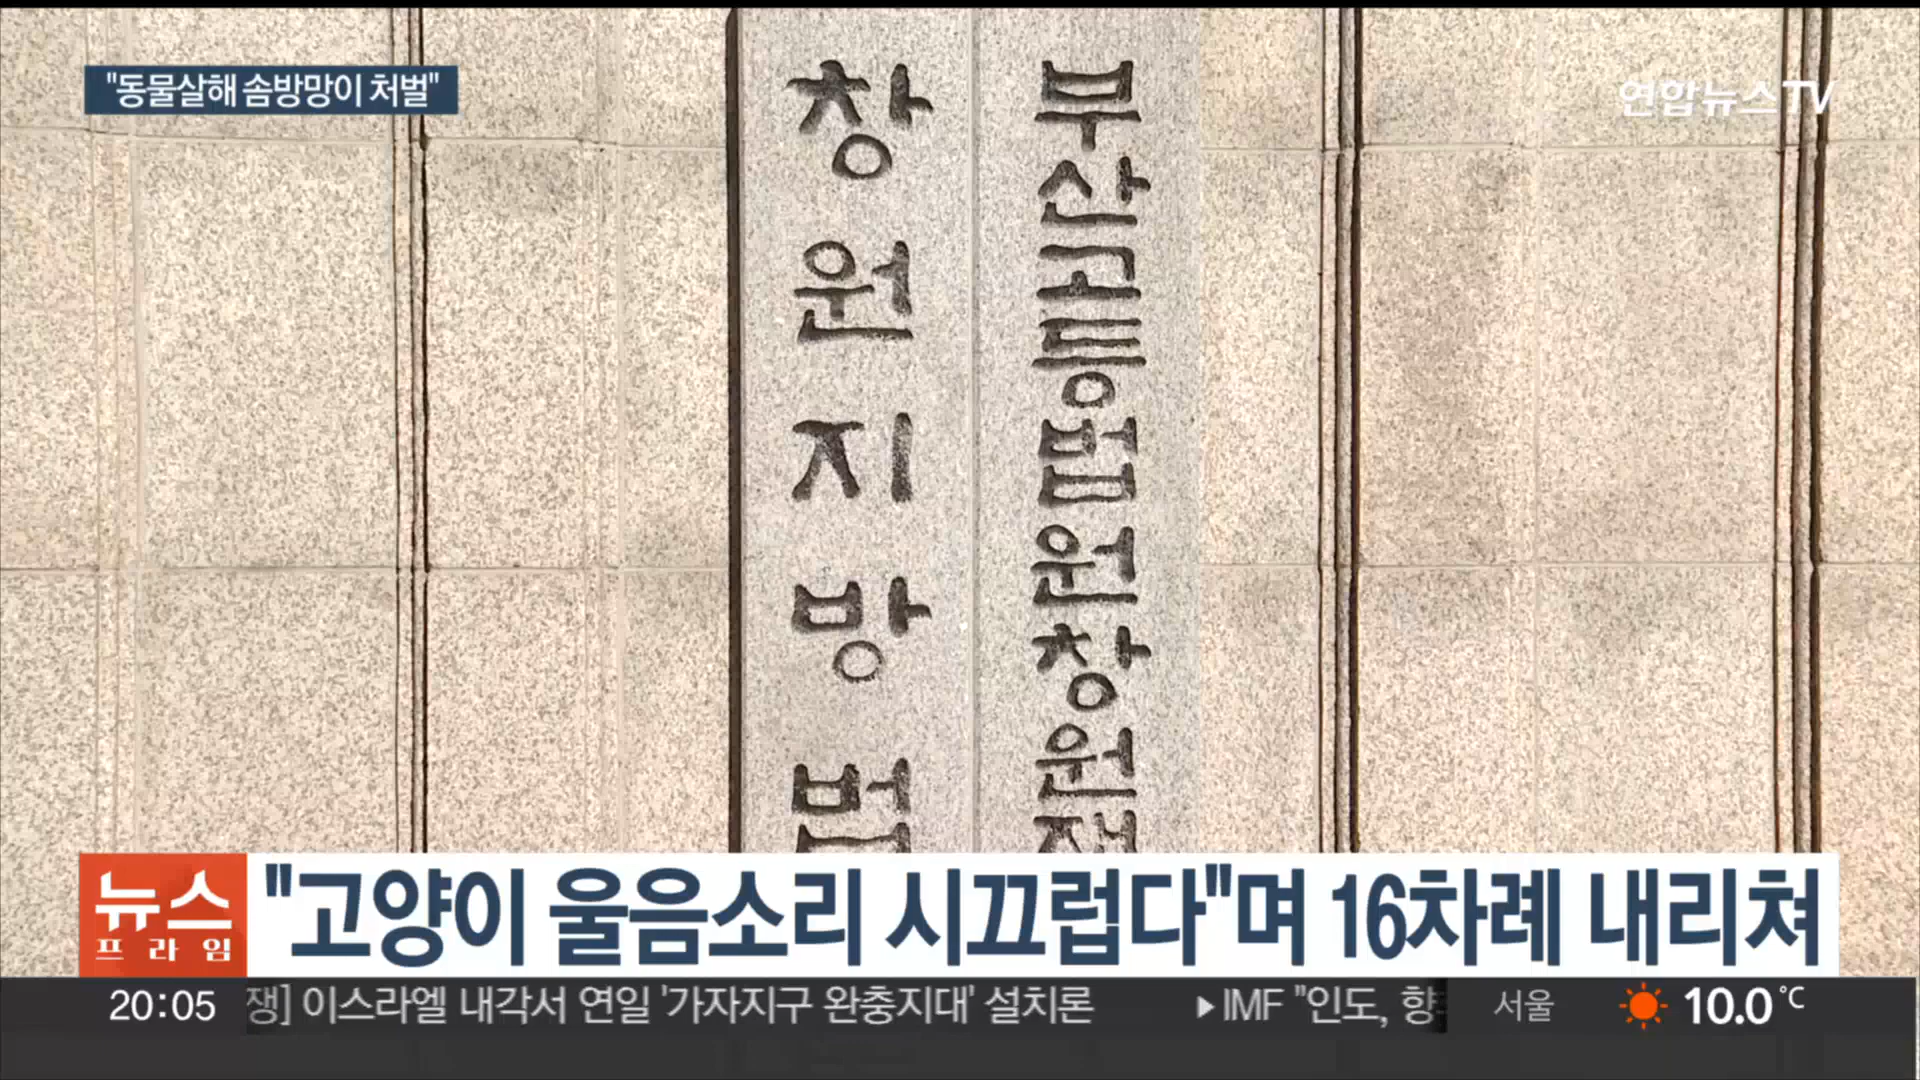 "동물살해 솜방망이 처벌"
연합뉴스TV
창원지방법
부산고등법원창원재
뉴스
프라임
"고양이 울음소리 시끄럽다"며 16차례 내리쳐
20:05
쟁] 이스라엘 내각서 연일 '가자지구 완충지대' 설치론
▶IMF "인도, 향
서울
10.0℃